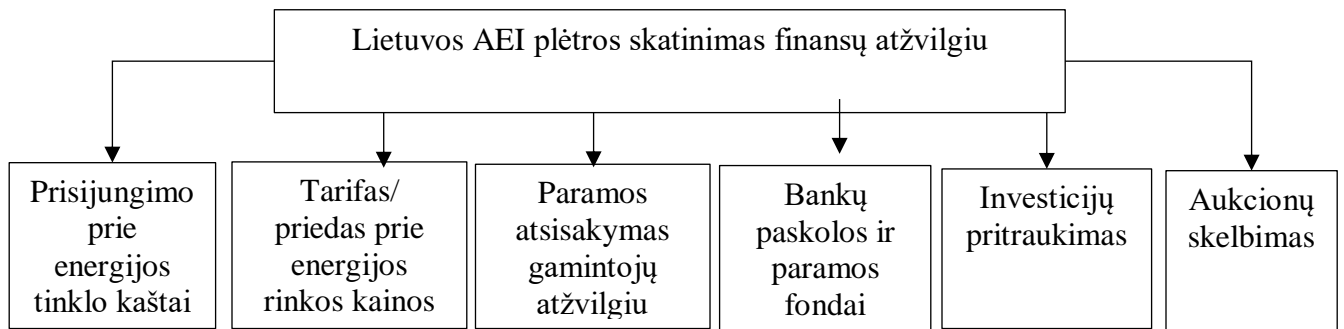 Lietuvos AEI plėtros skatinimas finansų atžvilgiu
Prisijungimo
prie
energijos
tinklo kaštai
Tarifas/
priedas prie
energijos
rinkos kainos
Paramos
atsisakymas
gamintojų
atžvilgiu
Bankų
paskolos ir
paramos
fondai
Investicijų
pritraukimas
Aukcionų
skelbimas